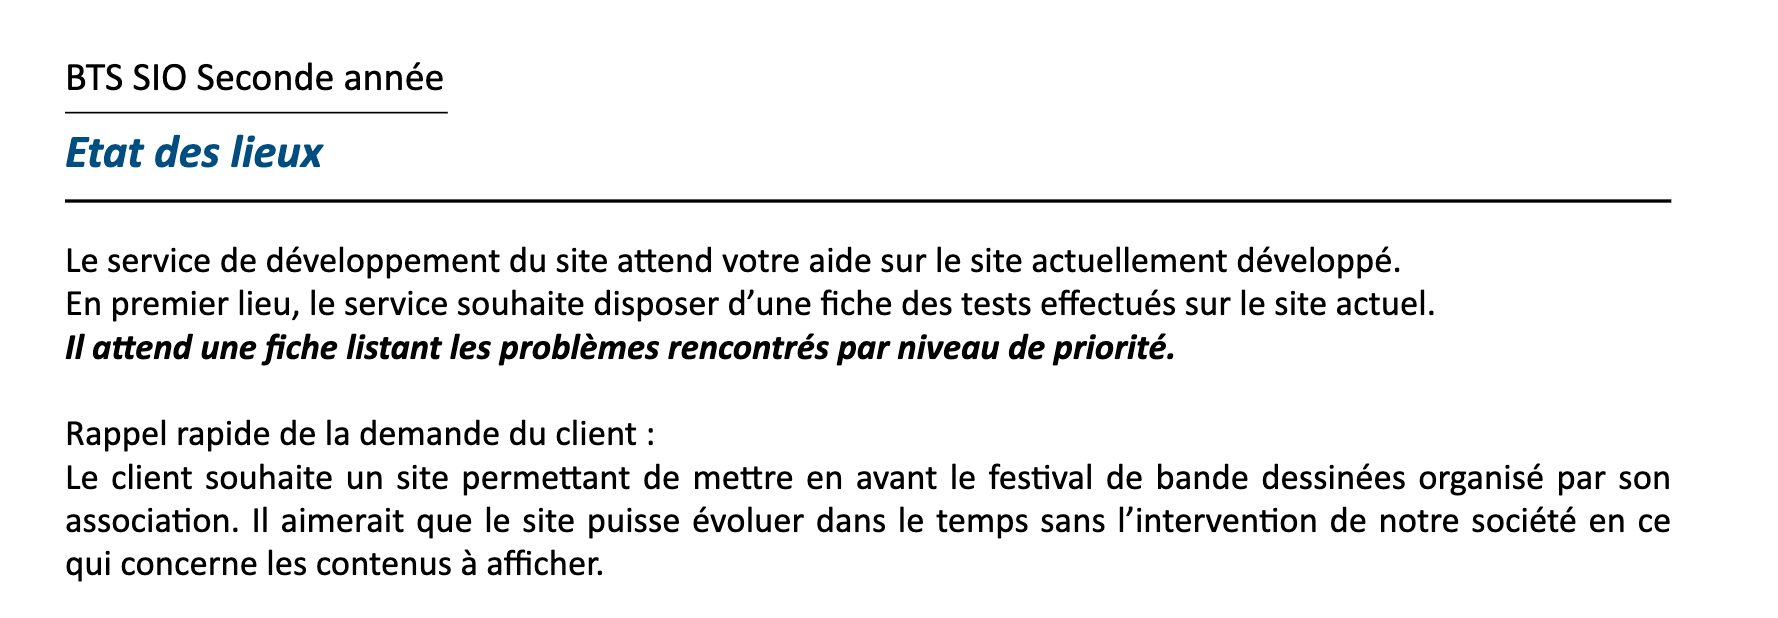 BTS SIO Seconde année
Etat des lieux
Le service de développement du site attend votre aide sur le site actuellement développé.
En premier lieu, le service souhaite disposer d’une fiche des tests effectués sur le site actuel.
Il attend une fiche listant les problèmes rencontrés par niveau de priorité.
Rappel rapide de la demande du client :
Le client souhaite un site permettant de mettre en avant le festival de bande dessinées organisé par son
association. Il aimerait que le site puisse évoluer dans le temps sans l’intervention de notre société en ce
qui concerne les contenus à afficher.